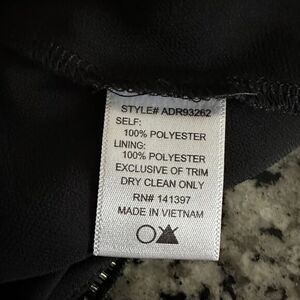 STYLE# ADR93262
SELF:
100% POLYESTER
LINING:
100% POLYESTER
EXCLUSIVE OF TRIM
DRY CLEAN ONLY
RN# 141397
MADE IN VIETNAM